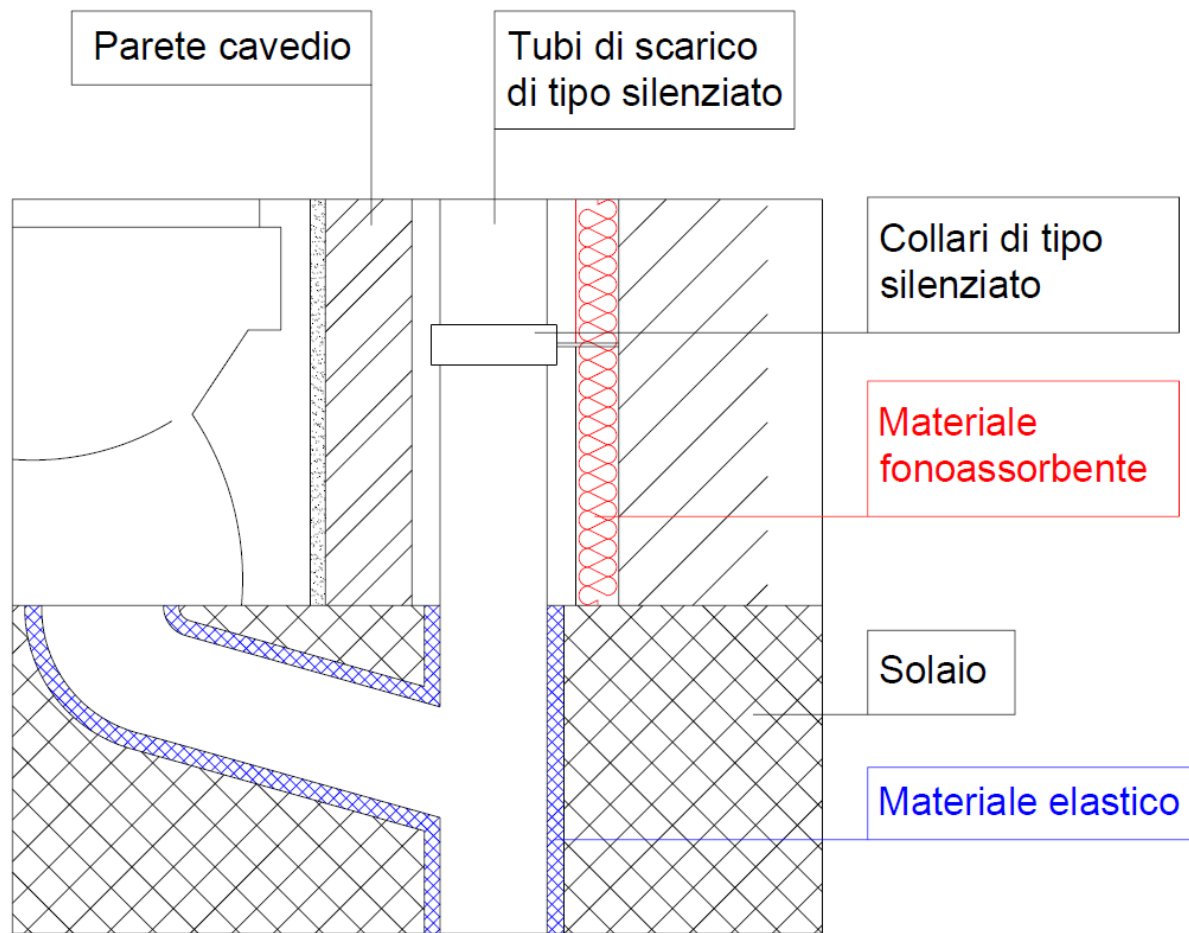 Parete cavedio
Tubi di scarico
di tipo silenziato
Collari di tipo
silenziato
Materiale
fonoassorbente
Solaio
Materiale elastico